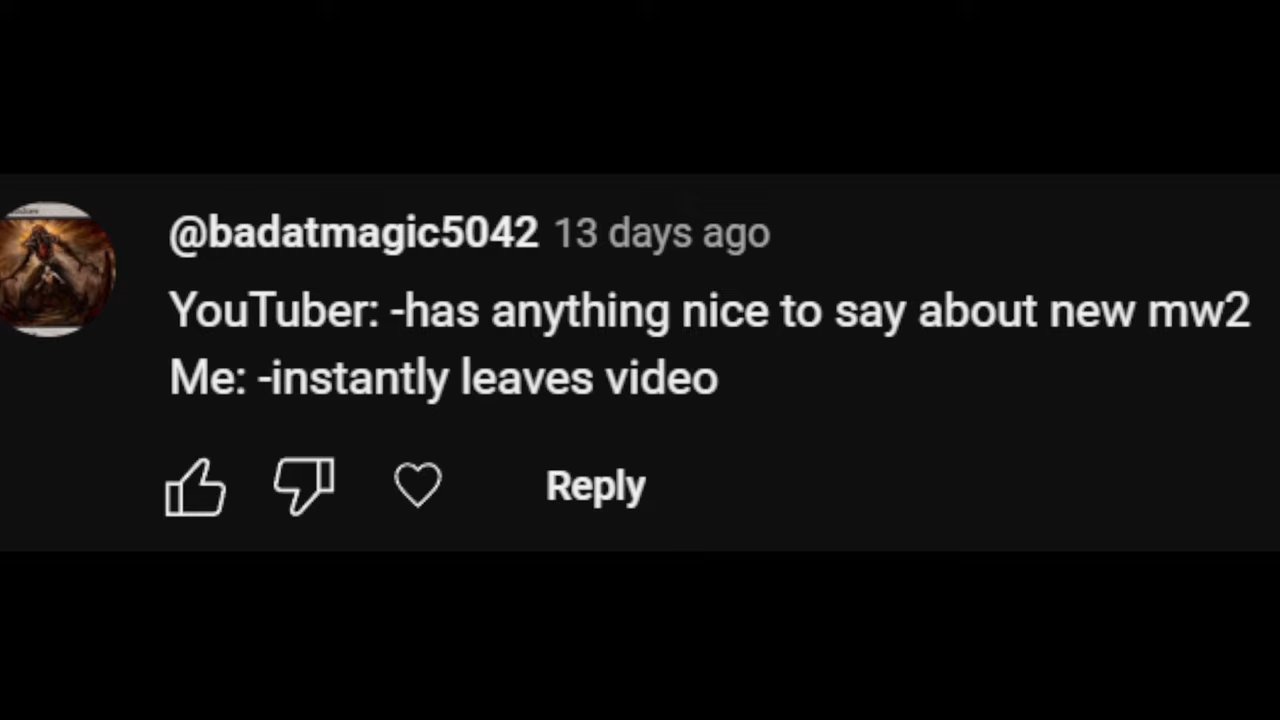 @badatmagic5042 13 days ago
YouTuber: -has anything nice to say about new mw2
Me: -instantly leaves video
Reply